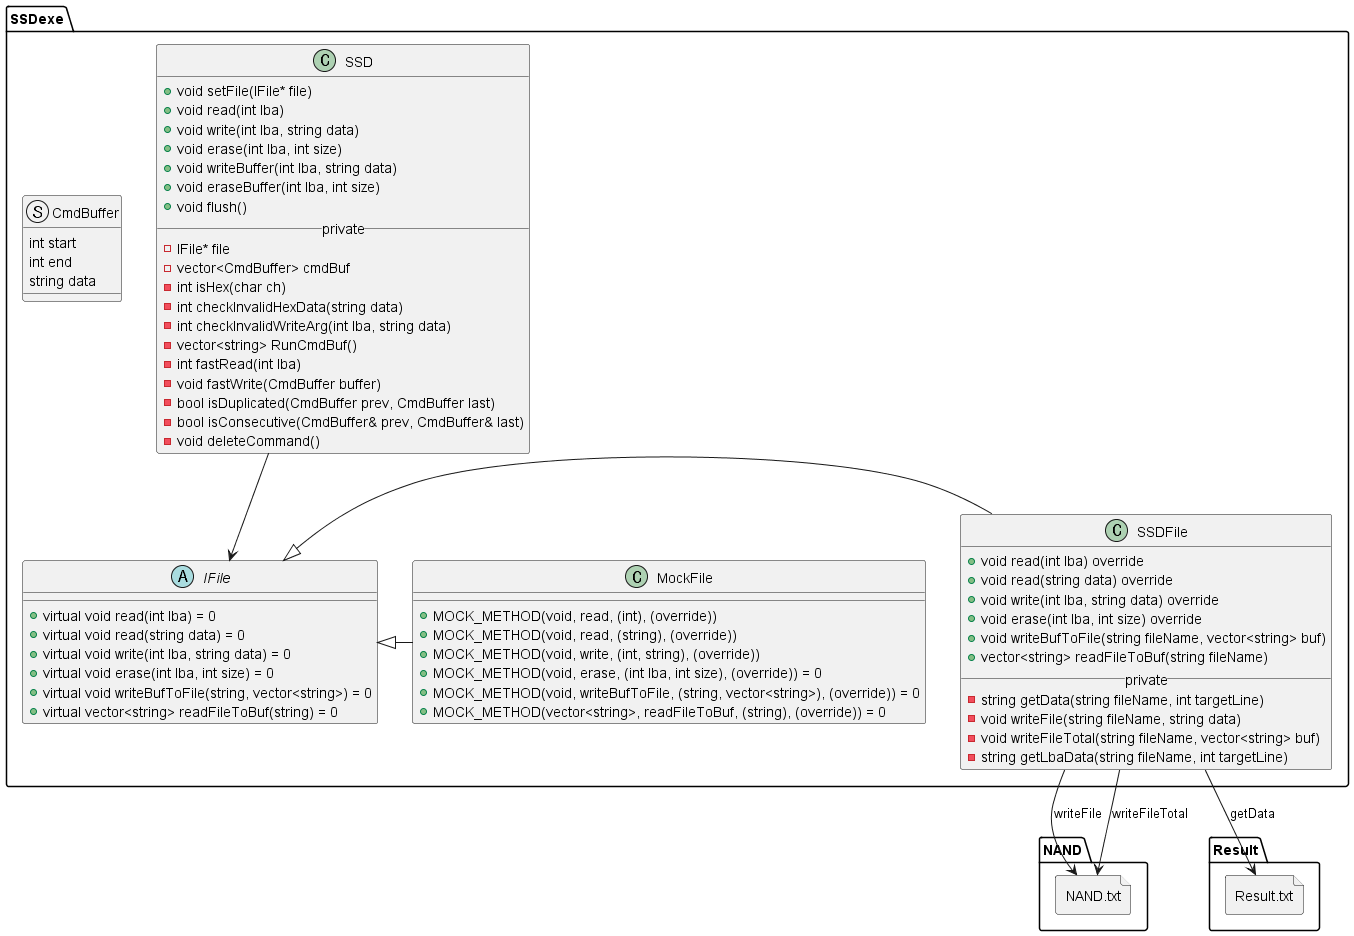 SSDexe
C SSD
void setFile(IFile* file)
void read(int lba)
void write(int lba, string data)
void erase(int lba, int size)
void writeBuffer(int lba, string data)
void eraseBuffer(int lba, int size)
void flush()
private
IFile* file
vector<CmdBuffer> cmdBuf
int isHex(char ch)
int checkInvalidHexData(string data)
int checkInvalidWriteArg(int lba, string data)
vector<string> RunCmdBuf()
int fastRead(int lba)
void fastWrite(CmdBuffer buffer)
bool isDuplicated(CmdBuffer prev, CmdBuffer last)
bool isConsecutive(CmdBuffer& prev, CmdBuffer& last)
void deleteCommand()
S CmdBuffer
int start
int end
string data
A IFile
virtual void read(int lba) = 0
virtual void read(string data) = 0
virtual void write(int lba, string data) = 0
virtual void erase(int lba, int size) = 0
virtual void writeBufToFile(string, vector<string>) = 0
virtual vector<string> readFileToBuf(string) = 0
C MockFile
MOCK_METHOD(void, read, (int), (override))
MOCK_METHOD(void, read, (string), (override))
MOCK_METHOD(void, write, (int, string), (override))
MOCK_METHOD(void, erase, (int lba, int size), (override)) = 0
MOCK_METHOD(void, writeBufToFile, (string, vector<string>), (override)) = 0
MOCK_METHOD(vector<string>, readFileToBuf, (string), (override)) = 0
C SSDFile
void read(int lba) override
void read(string data) override
void write(int lba, string data) override
void erase(int lba, int size) override
void writeBufToFile(string fileName, vector<string> buf)
vector<string> readFileToBuf(string fileName)
private
string getData(string fileName, int targetLine)
void writeFile(string fileName, string data)
void writeFileTotal(string fileName, vector<string> buf)
string getLbaData(string fileName, int targetLine)
writeFile
writeFileTotal
getData
NAND
NAND.txt
Result
Result.txt